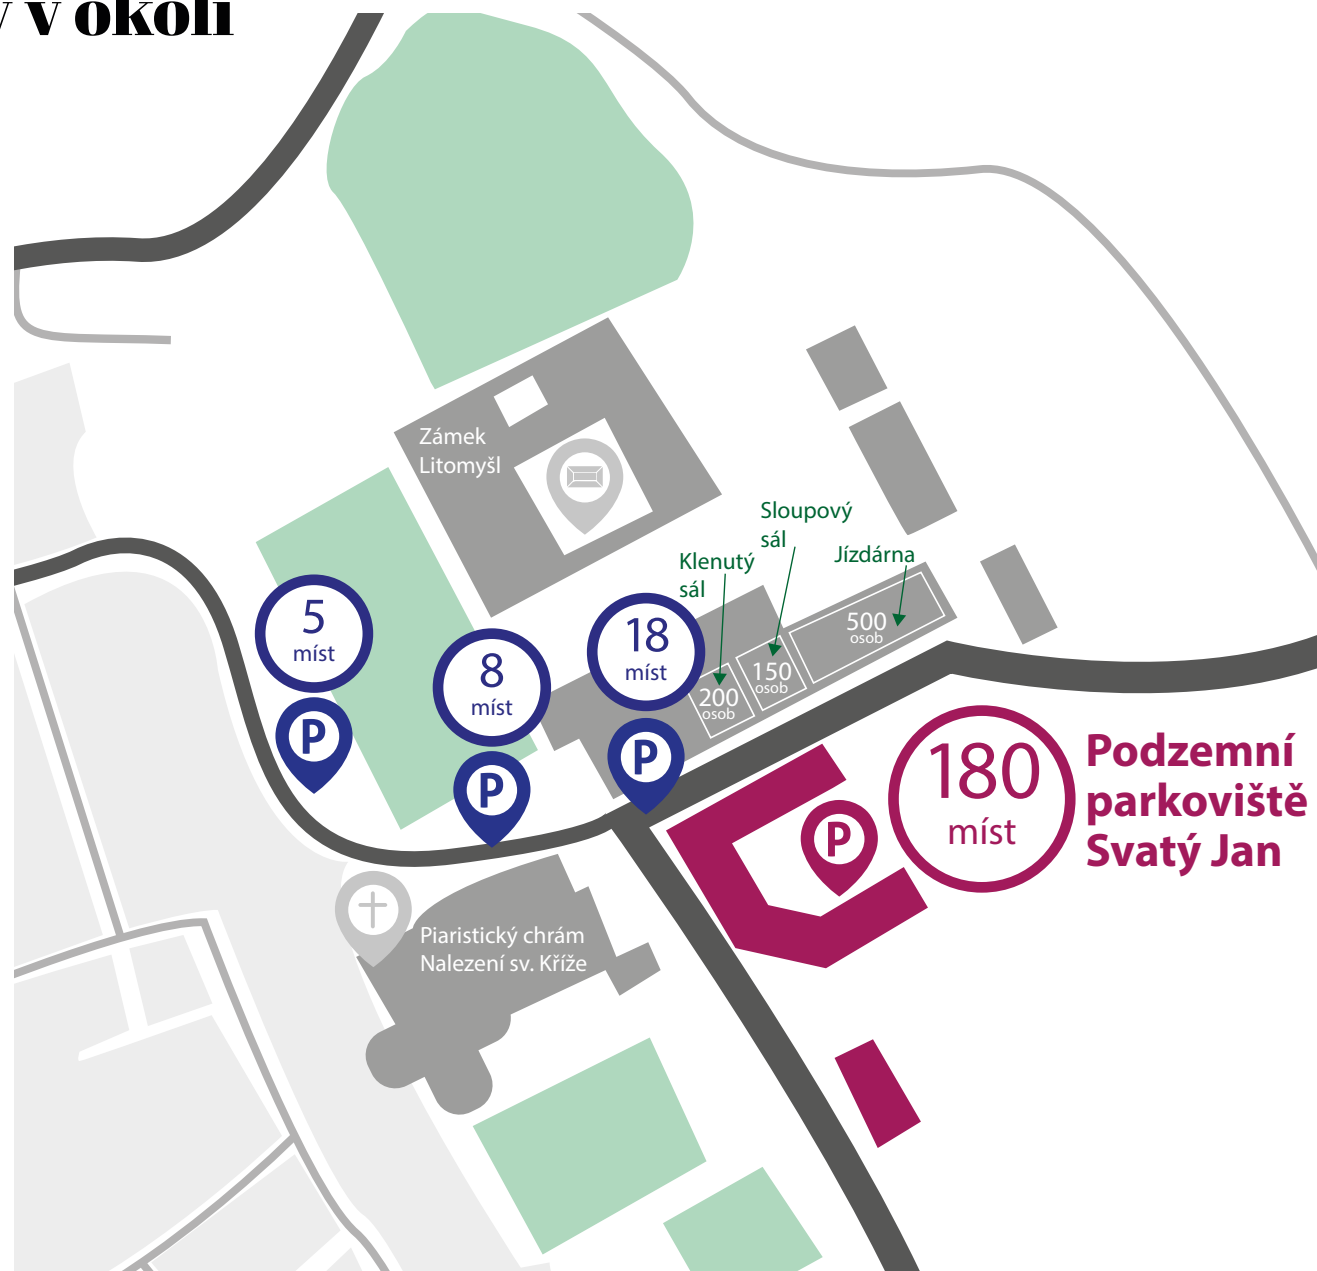 v okolí
Zámek
Litomyšl
Sloupový
sál
Klenutý
sál
Jízdárna
500
osob
150
osob
200
osob
5
míst
P
8
míst
P
18
míst
P
180
míst
P
Podzemní
parkoviště
Svatý Jan
Piaristický chrám
Nalezení sv. Kříže